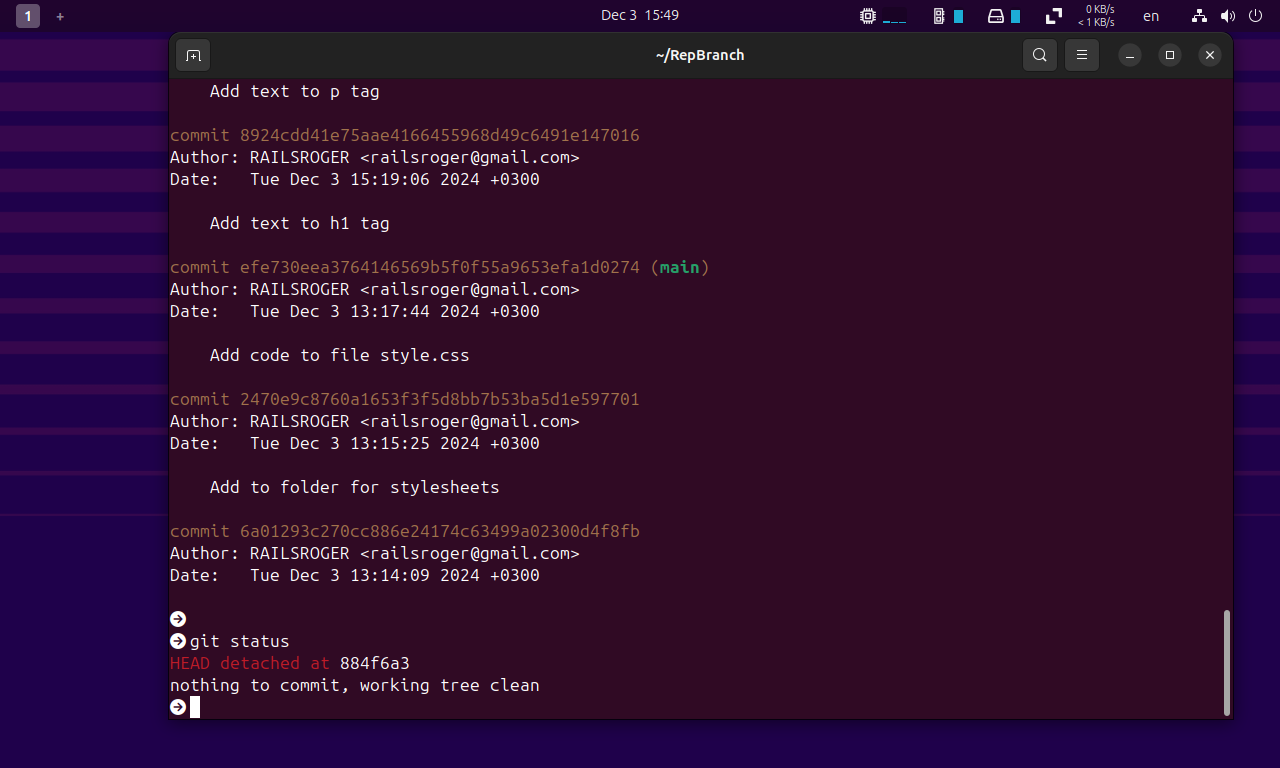 1 + Dec 3 15:49 0 KB/s en
< 1 KB/s
~/RepBranch
Add text to p tag
commit 8924cdd41e75aae4166455968d49c6491e147016
Author: RAILSROGER <railsroger@gmail.com>
Date:   Tue Dec 3 15:19:06 2024 +0300
Add text to h1 tag
commit efe730eea3764146569b5f0f55a9653efa1d0274 (main)
Author: RAILSROGER <railsroger@gmail.com>
Date:   Tue Dec 3 13:17:44 2024 +0300
Add code to file style.css
commit 2470e9c8760a1653f3f5d8bb7b53ba5d1e597701
Author: RAILSROGER <railsroger@gmail.com>
Date:   Tue Dec 3 13:15:25 2024 +0300
Add to folder for stylesheets
commit 6a01293c270cc886e24174c63499a02300d4f8fb
Author: RAILSROGER <railsroger@gmail.com>
Date:   Tue Dec 3 13:14:09 2024 +0300
git status
HEAD detached at 884f6a3
nothing to commit, working tree clean